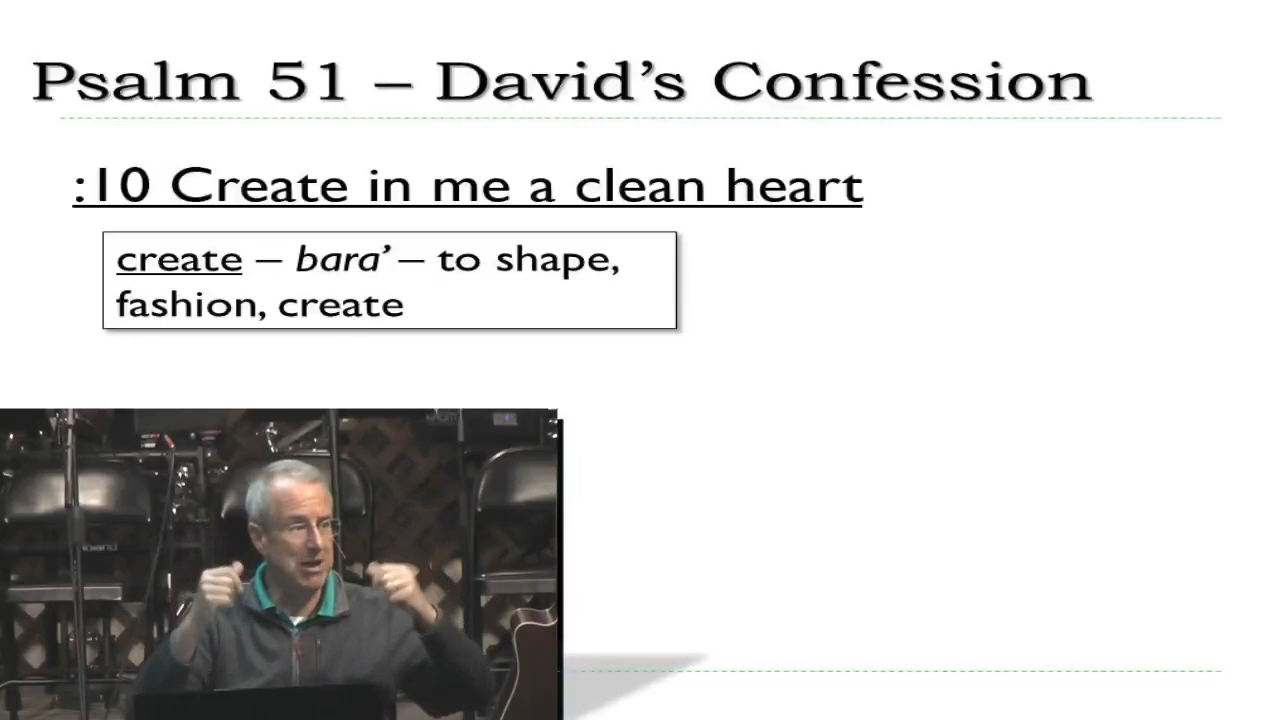 Psalm 51 – David’s Confession
:10 Create in me a clean heart
create – bara’ – to shape,
fashion, create